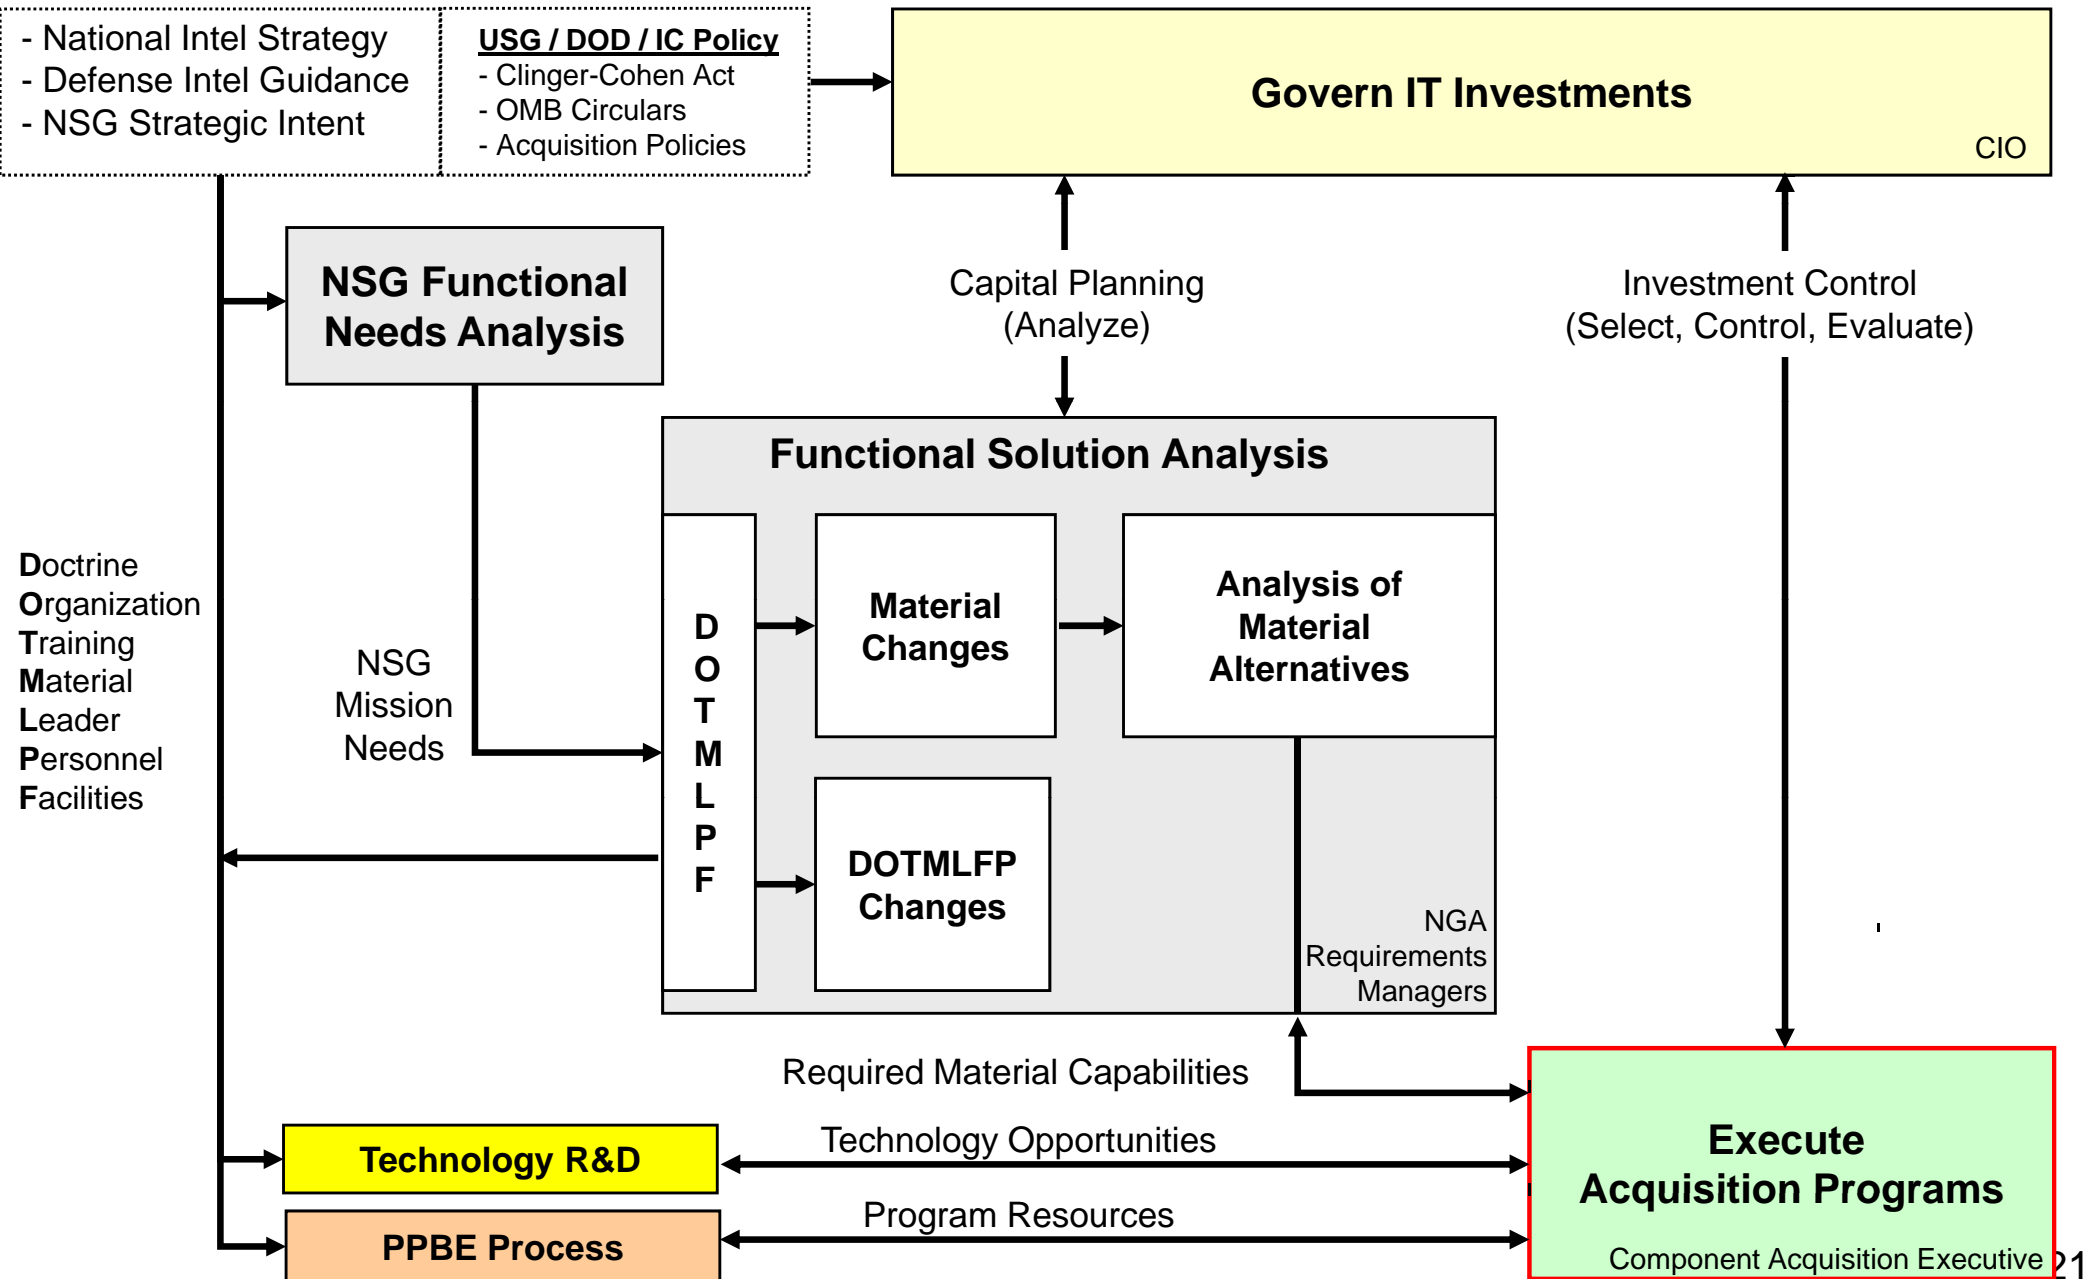 - National Intel Strategy
- Defense Intel Guidance
- NSG Strategic Intent
USG / DOD / IC Policy
- Clinger-Cohen Act
- OMB Circulars
- Acquisition Policies
Govern IT Investments
CIO
NSG Functional
Needs Analysis
Capital Planning
(Analyze)
Investment Control
(Select, Control, Evaluate)
Functional Solution Analysis
Doctrine
Organization
Training
Material
Leader
Personnel
Facilities
NSG
Mission
Needs
D
O
T
M
L
P
F
Material
Changes
Analysis of
Material
Alternatives
DOTMLFP
Changes
NGA
Requirements
Managers
Required Material Capabilities
Technology R&D
Technology Opportunities
PPBE Process
Program Resources
Execute
Acquisition Programs
Component Acquisition Executive
21